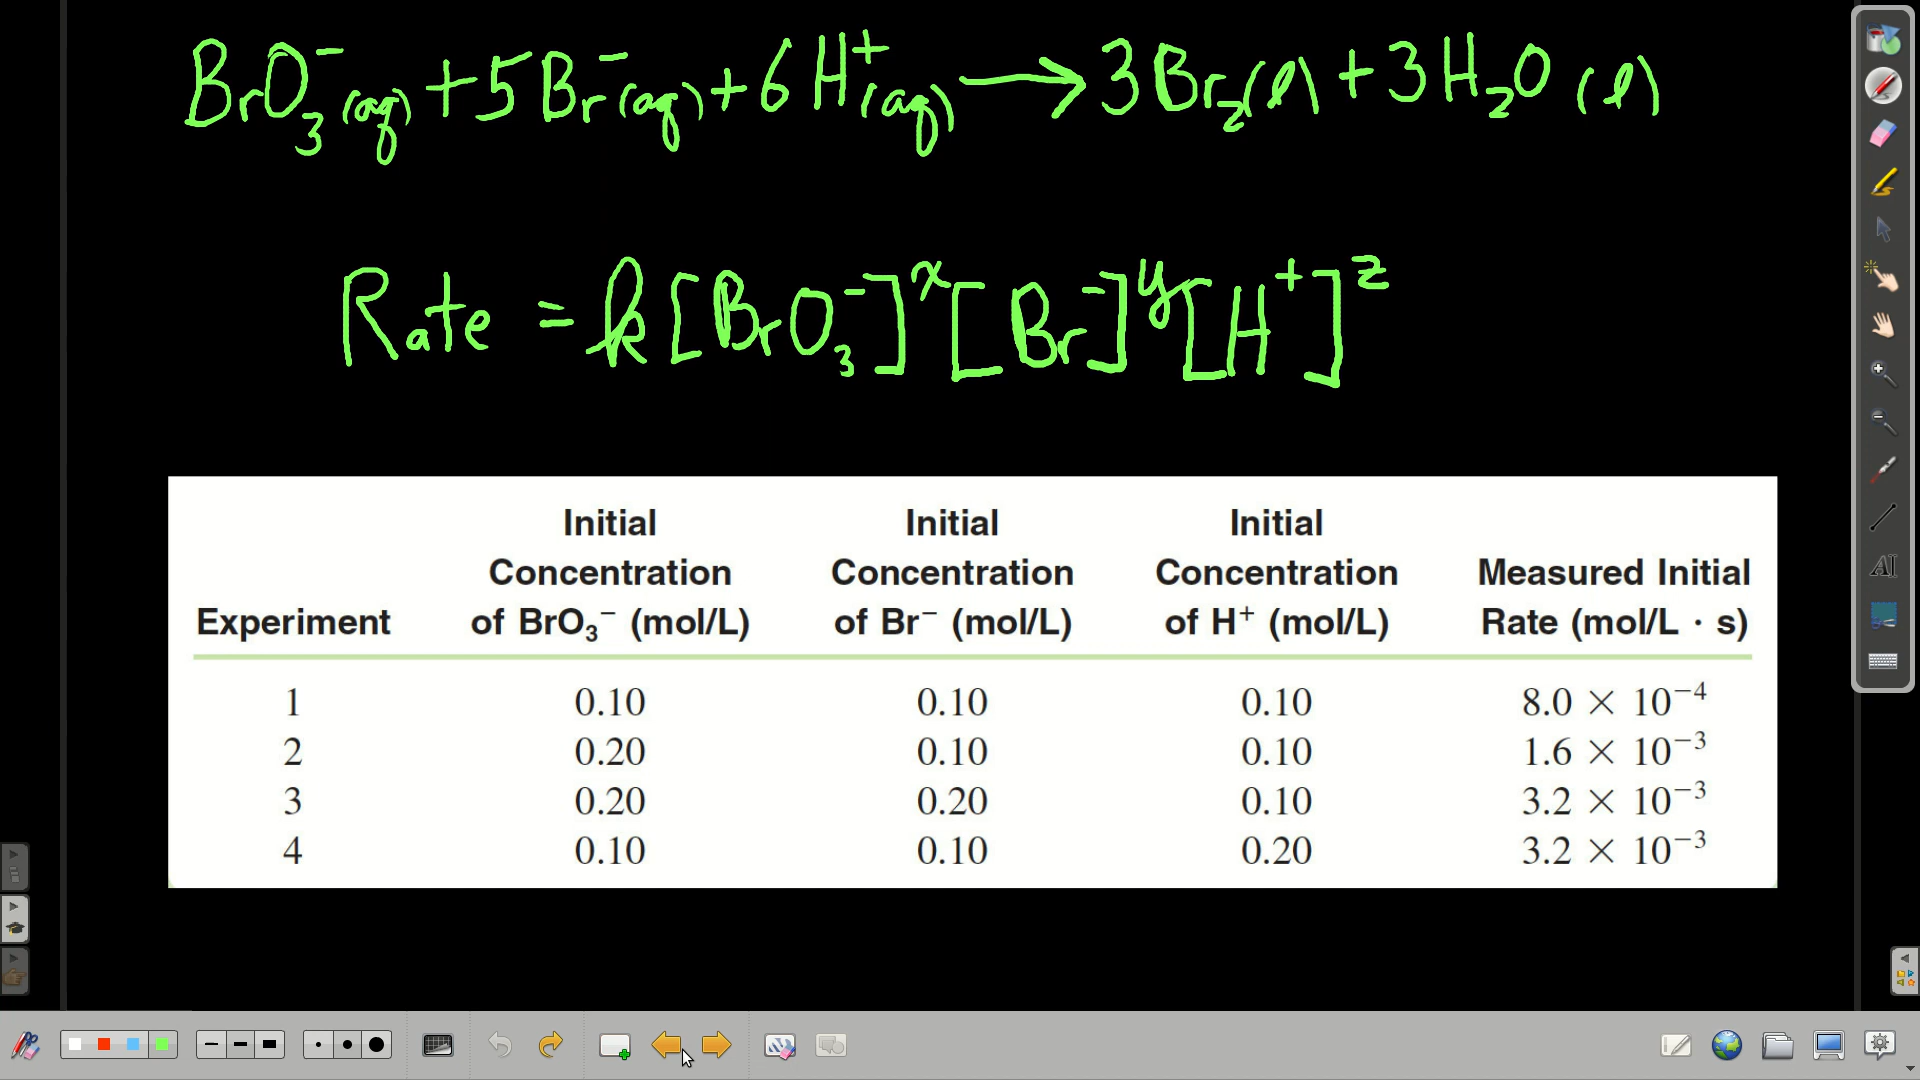 BrO₃⁻(aq) + 5Br⁻(aq) + 6H⁺(aq) ⟶ 3Br₂(l) + 3H₂O (l)
Rate = k[BrO₃⁻]ˣ[Br⁻]ʸ[H⁺]ᶻ
Initial Initial Initial
Concentration Concentration Concentration Measured Initial
Experiment of BrO₃⁻ (mol/L) of Br⁻ (mol/L) of H⁺ (mol/L) Rate (mol/L · s)
1 0.10 0.10 0.10 8.0 × 10⁻⁴
2 0.20 0.10 0.10 1.6 × 10⁻³
3 0.20 0.20 0.10 3.2 × 10⁻³
4 0.10 0.10 0.20 3.2 × 10⁻³
AI